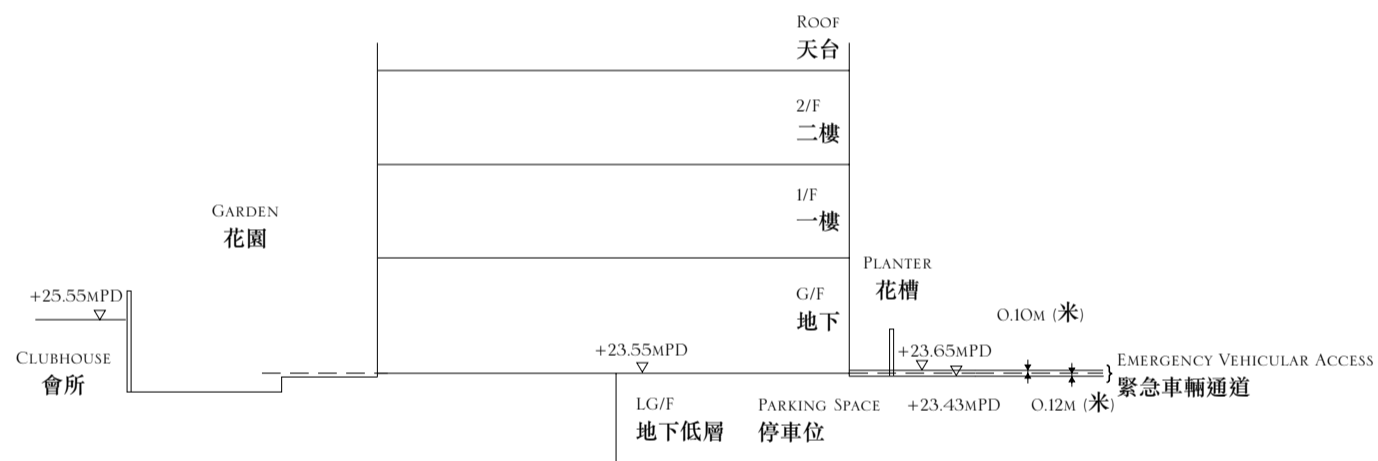 ROOF
天台
2/F
二樓
1/F
一樓
GARDEN
花園
PLANTER
花槽
+25.55MPD
G/F
地下
0.10M (米)
+23.55MPD
+23.65MPD
CLUBHOUSE
會所
EMERGENCY VEHICULAR ACCESS
緊急車輛通道
LG/F
地下低層
PARKING SPACE
停車位
+23.43MPD
0.12M (米)